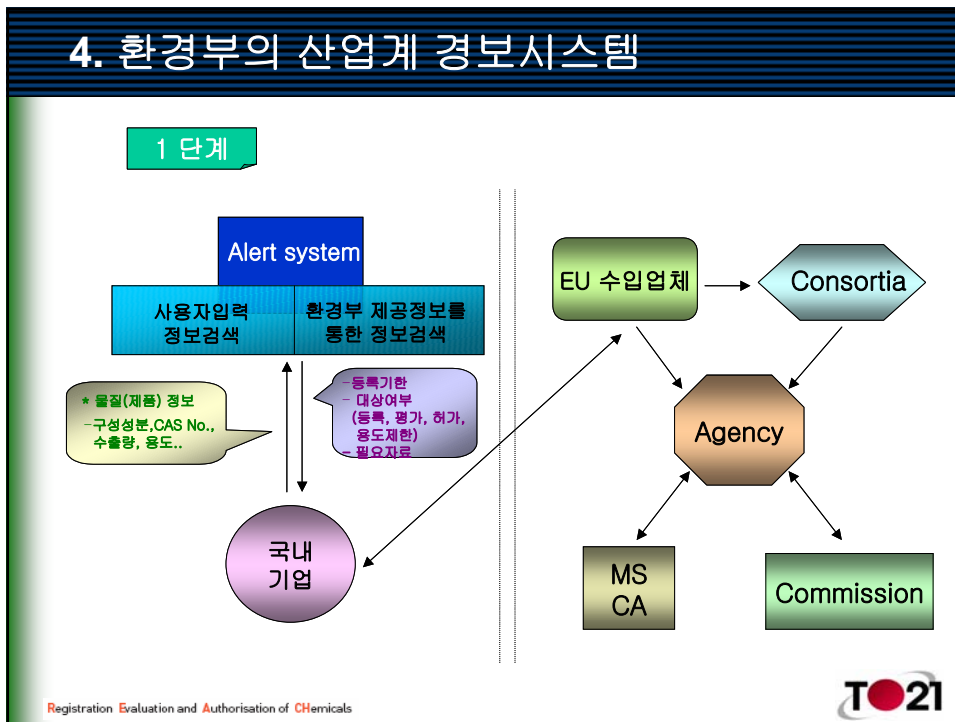 4. 환경부의 산업계 경보시스템
1 단계
Alert system
사용자입력
정보검색
환경부 제공정보를
통한 정보검색
* 물질(제품) 정보
-구성성분,CAS No.,
수출량, 용도..
-등록기한
- 대상여부
(등록, 평가, 허가,
용도제한)
- 필요자료
국내
기업
EU 수입업체
Consortia
Agency
MS
CA
Commission
Registration Evaluation and Authorisation of CHemicals
TO21